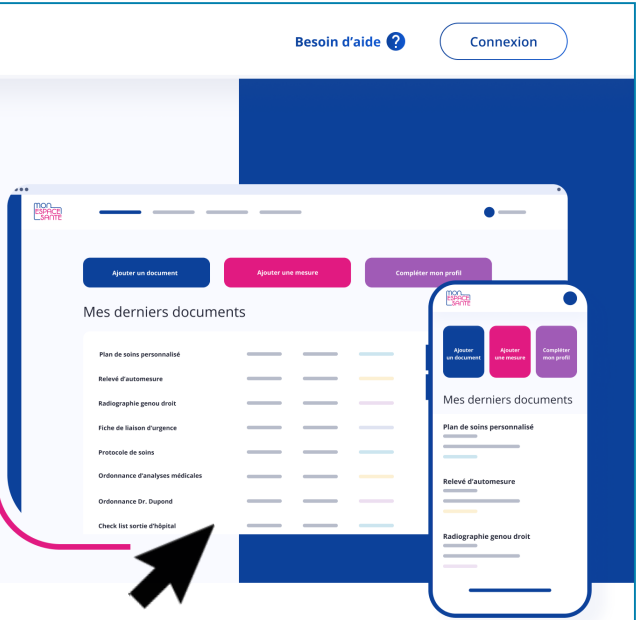 Besoin d'aide ?
Connexion
mon
ESPACE
SANTÉ
Ajouter un document
Ajouter une mesure
Compléter mon profil
Mes derniers documents
Plan de soins personnalisé
Relevé d'automesure
Radiographie genou droit
Fiche de liaison d'urgence
Protocole de soins
Ordonnance d'analyses médicales
Ordonnance Dr. Dupond
Check list sortie d'hôpital
mon
ESPACE
SANTÉ
Ajouter
un document
Ajouter
une mesure
Compléter
mon profil
Mes derniers documents
Plan de soins personnalisé
Relevé d'automesure
Radiographie genou droit